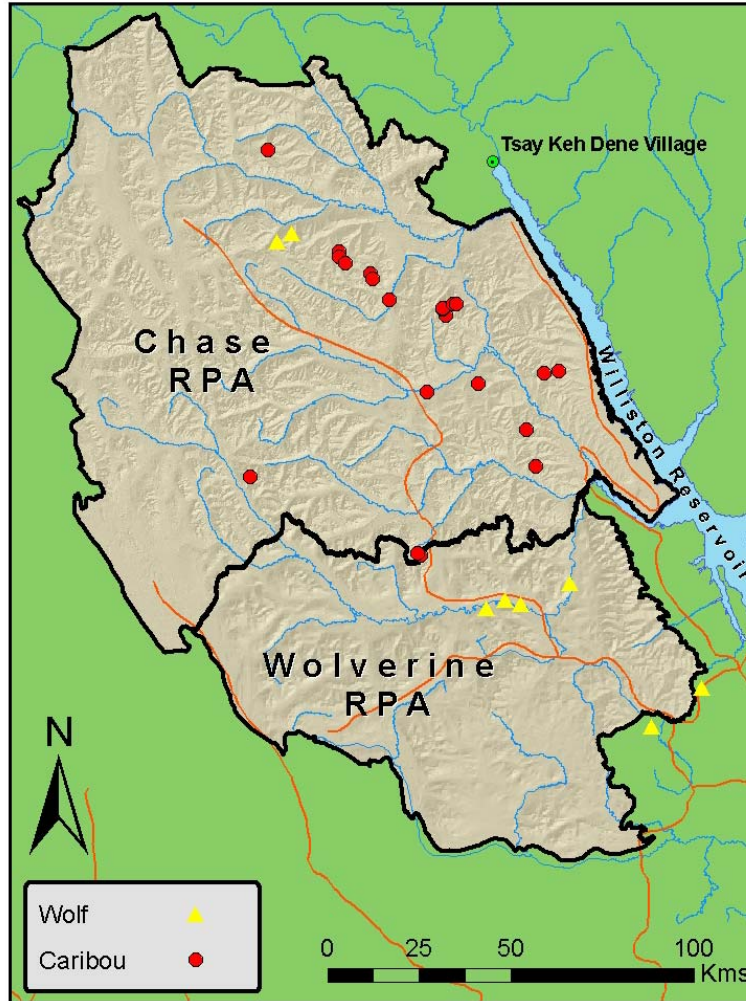 Tsay Keh Dene Village
Chase
RPA
Williston Reservoir
Wolverine
RPA
N
Wolf
Caribou
0 25 50 100
Kms